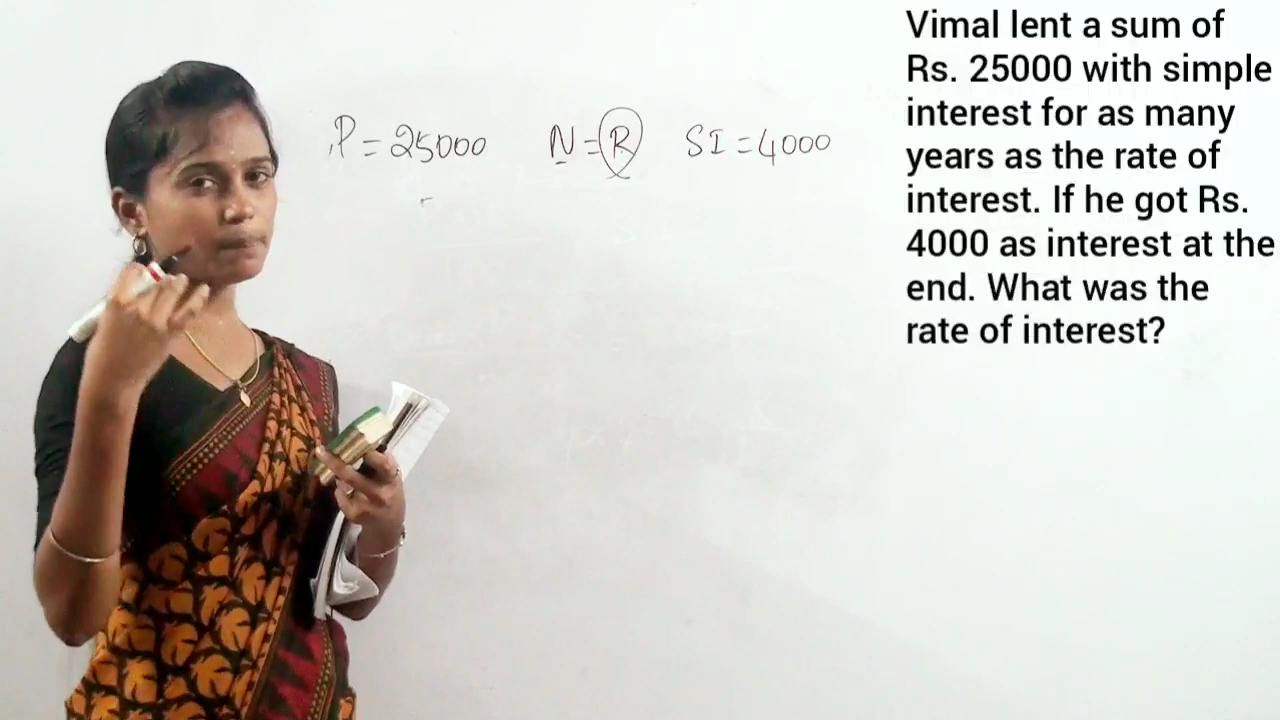 P = 25000 N = R SI = 4000
Vimal lent a sum of
Rs. 25000 with simple
interest for as many
years as the rate of
interest. If he got Rs.
4000 as interest at the
end. What was the
rate of interest?